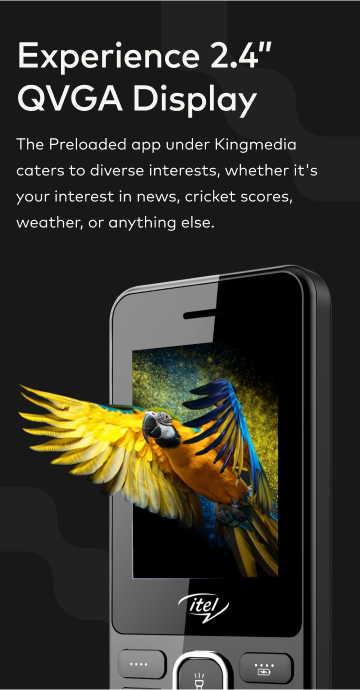 Experience 2.4"
QVGA Display
The Preloaded app under Kingmedia
caters to diverse interests, whether it's
your interest in news, cricket scores,
weather, or anything else.
itel